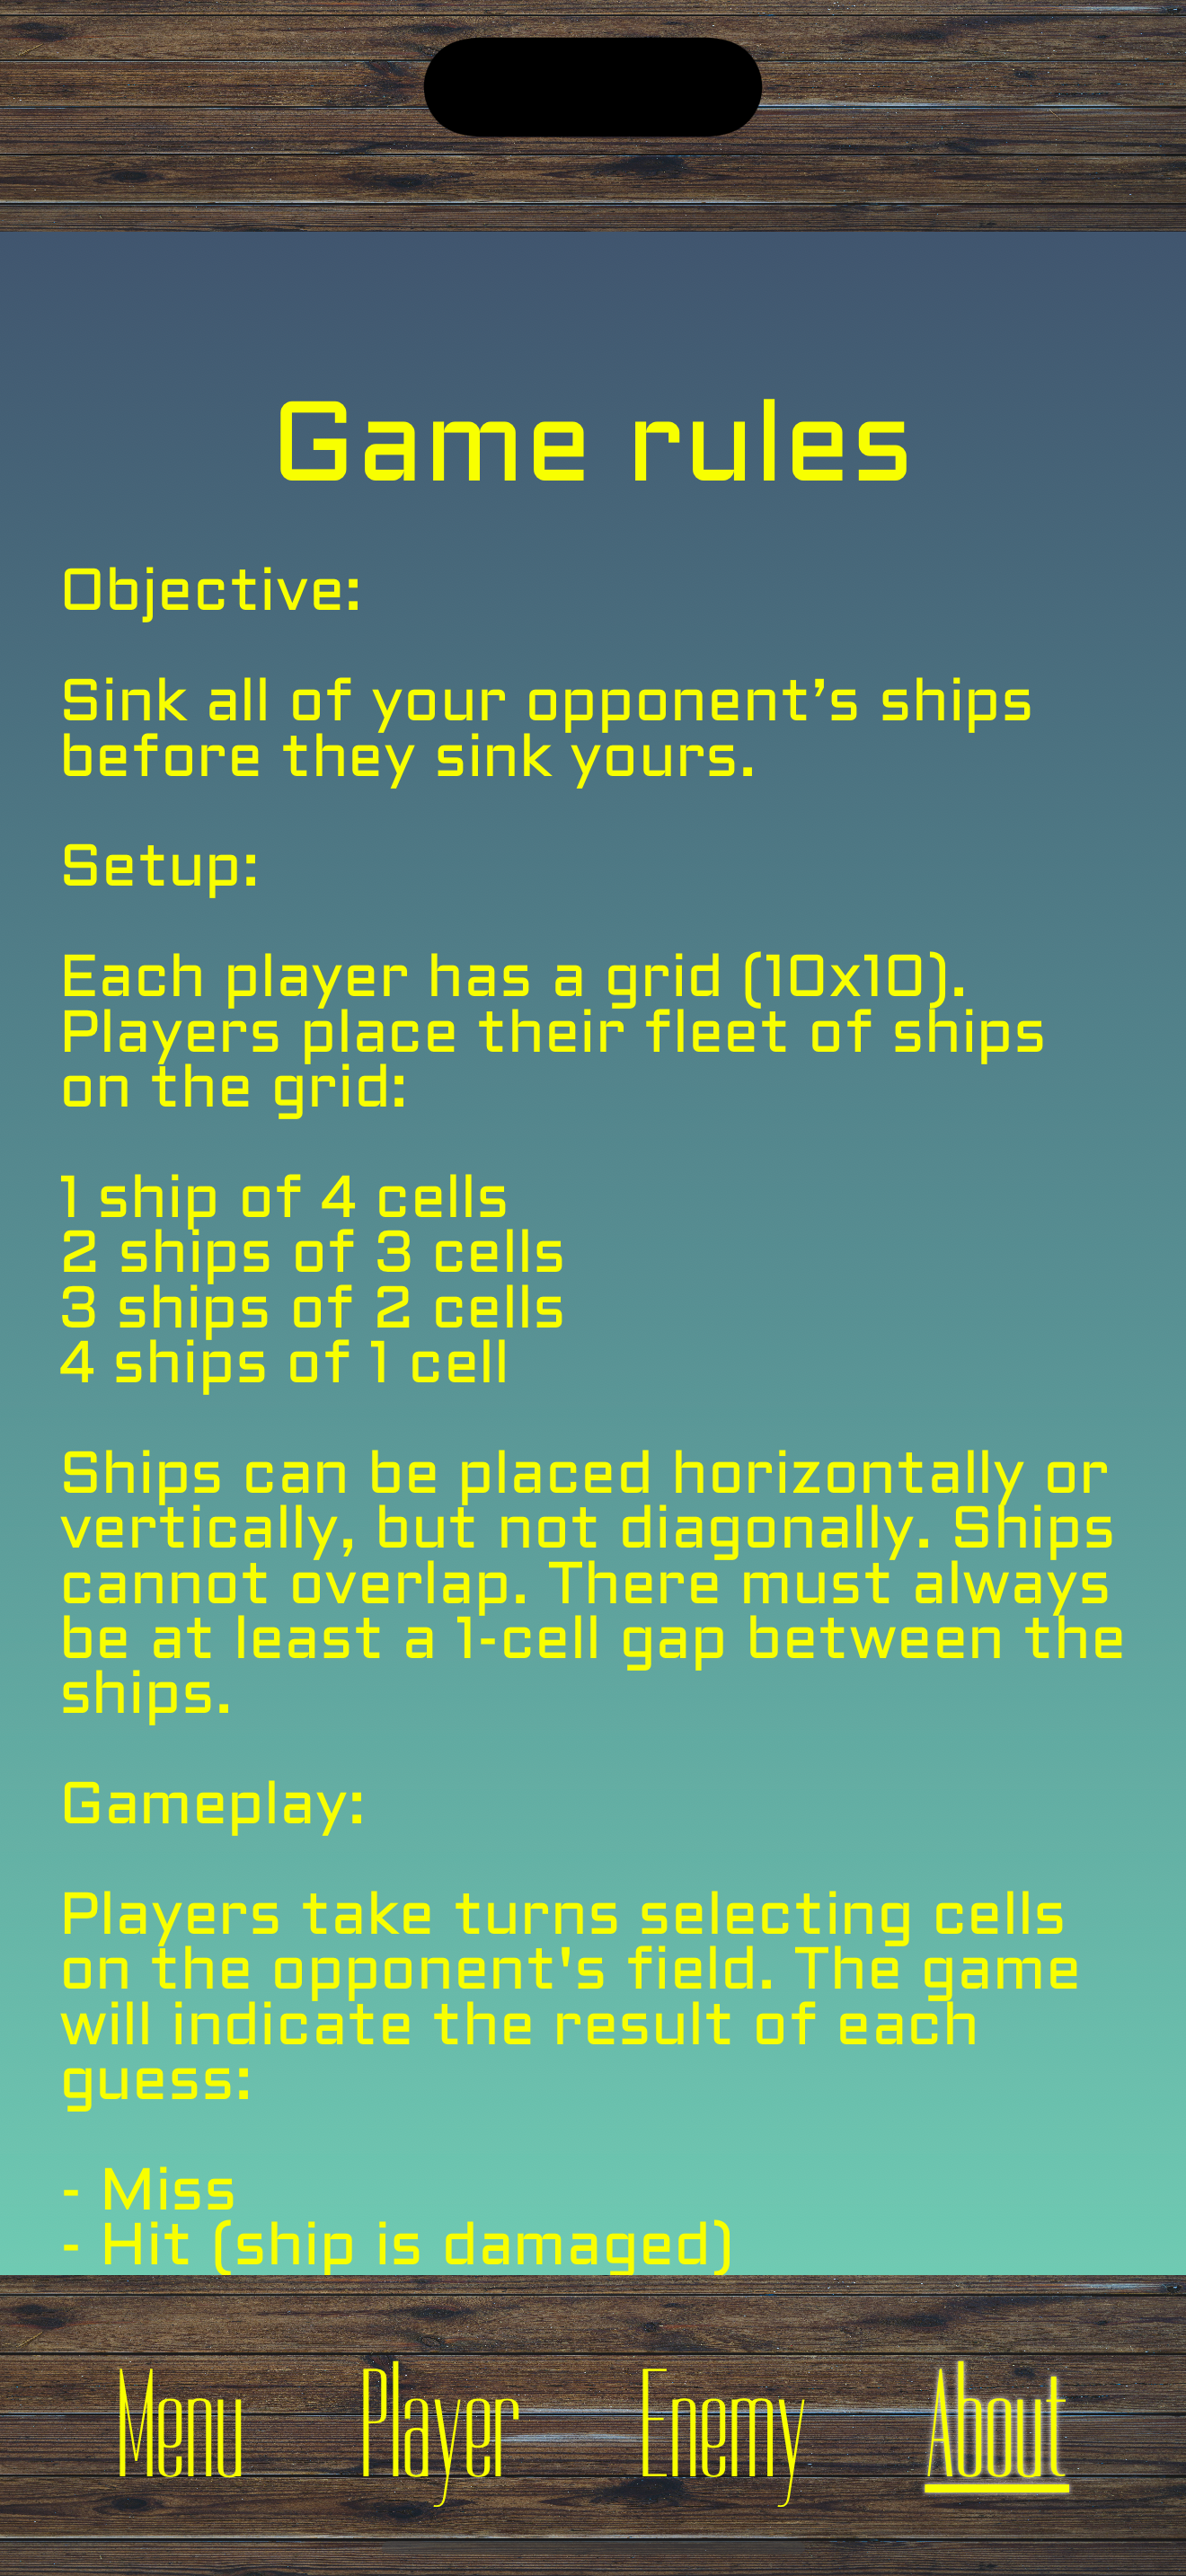 Game rules
Objective:
Sink all of your opponent’s ships
before they sink yours.
Setup:
Each player has a grid (10x10).
Players place their fleet of ships
on the grid:
1 ship of 4 cells
2 ships of 3 cells
3 ships of 2 cells
4 ships of 1 cell
Ships can be placed horizontally or
vertically, but not diagonally. Ships
cannot overlap. There must always
be at least a 1-cell gap between the
ships.
Gameplay:
Players take turns selecting cells
on the opponent's field. The game
will indicate the result of each
guess:
- Miss
- Hit (ship is damaged)
Menu Player Enemy About